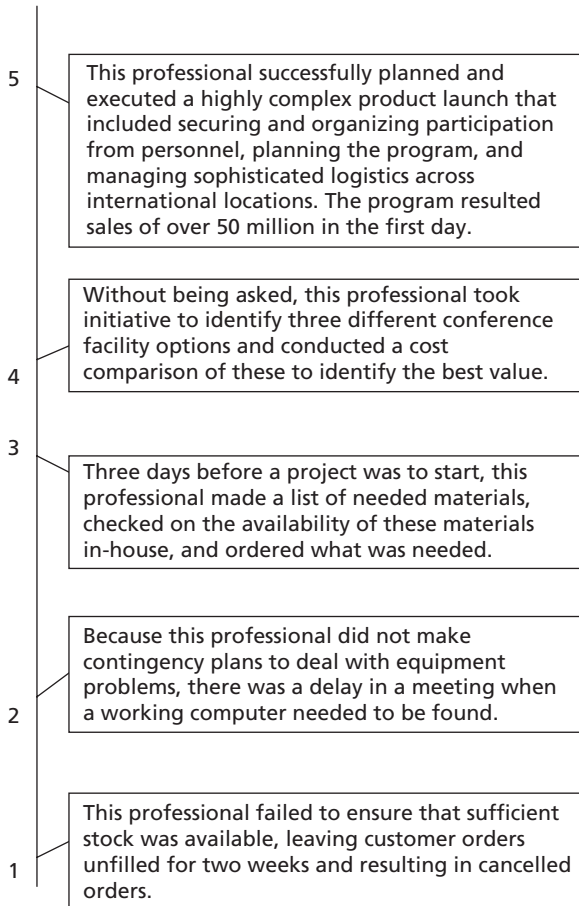 5
This professional successfully planned and
executed a highly complex product launch that
included securing and organizing participation
from personnel, planning the program, and
managing sophisticated logistics across
international locations. The program resulted
sales of over 50 million in the first day.
Without being asked, this professional took
initiative to identify three different conference
facility options and conducted a cost
comparison of these to identify the best value.
4
3
Three days before a project was to start, this
professional made a list of needed materials,
checked on the availability of these materials
in-house, and ordered what was needed.
Because this professional did not make
contingency plans to deal with equipment
problems, there was a delay in a meeting when
a working computer needed to be found.
2
This professional failed to ensure that sufficient
stock was available, leaving customer orders
unfilled for two weeks and resulting in cancelled
orders.
1